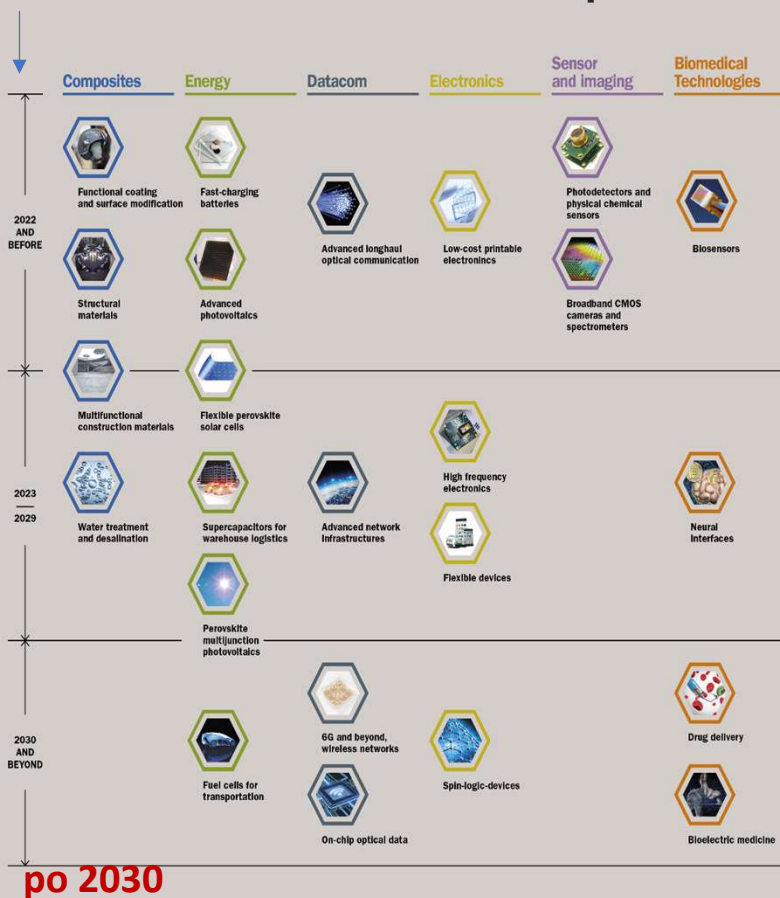 Composites
Energy
Datacom
Electronics
Sensor
and imaging
Biomedical
Technologies
2022
AND
BEFORE
Functional coating
and surface modification
Fast-charging
batteries
Advanced longhaul
optical communication
Low-cost printable
electroninics
Photodetectors and
physical chemical
sensors
Biosensors
Structural
materials
Advanced
photovoltaics
Broadband CMOS
cameras and
spectrometers
2023
2029
Multifunctional
construction materials
Flexible perovskite
solar cells
High frequency
electronics
Water treatment
and desalination
Supercapacitors for
warehouse logistics
Advanced network
infrastructures
Flexible devices
Neural
Interfaces
Perovskite
multijunction
photovoltaics
2030
AND
BEYOND
6G and beyond,
wireless networks
Drug delivery
Fuel cells for
transportation
Spin-logic-devices
On-chip optical data
Bioelectric medicine
po 2030